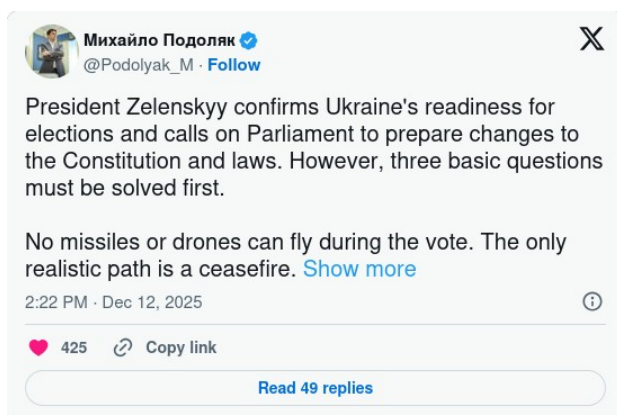 Михайло Подоляк
@Podolyak_M · Follow
President Zelenskyy confirms Ukraine's readiness for
elections and calls on Parliament to prepare changes to
the Constitution and laws. However, three basic questions
must be solved first.
No missiles or drones can fly during the vote. The only
realistic path is a ceasefire. Show more
2:22 PM · Dec 12, 2025
425 Copy link
Read 49 replies